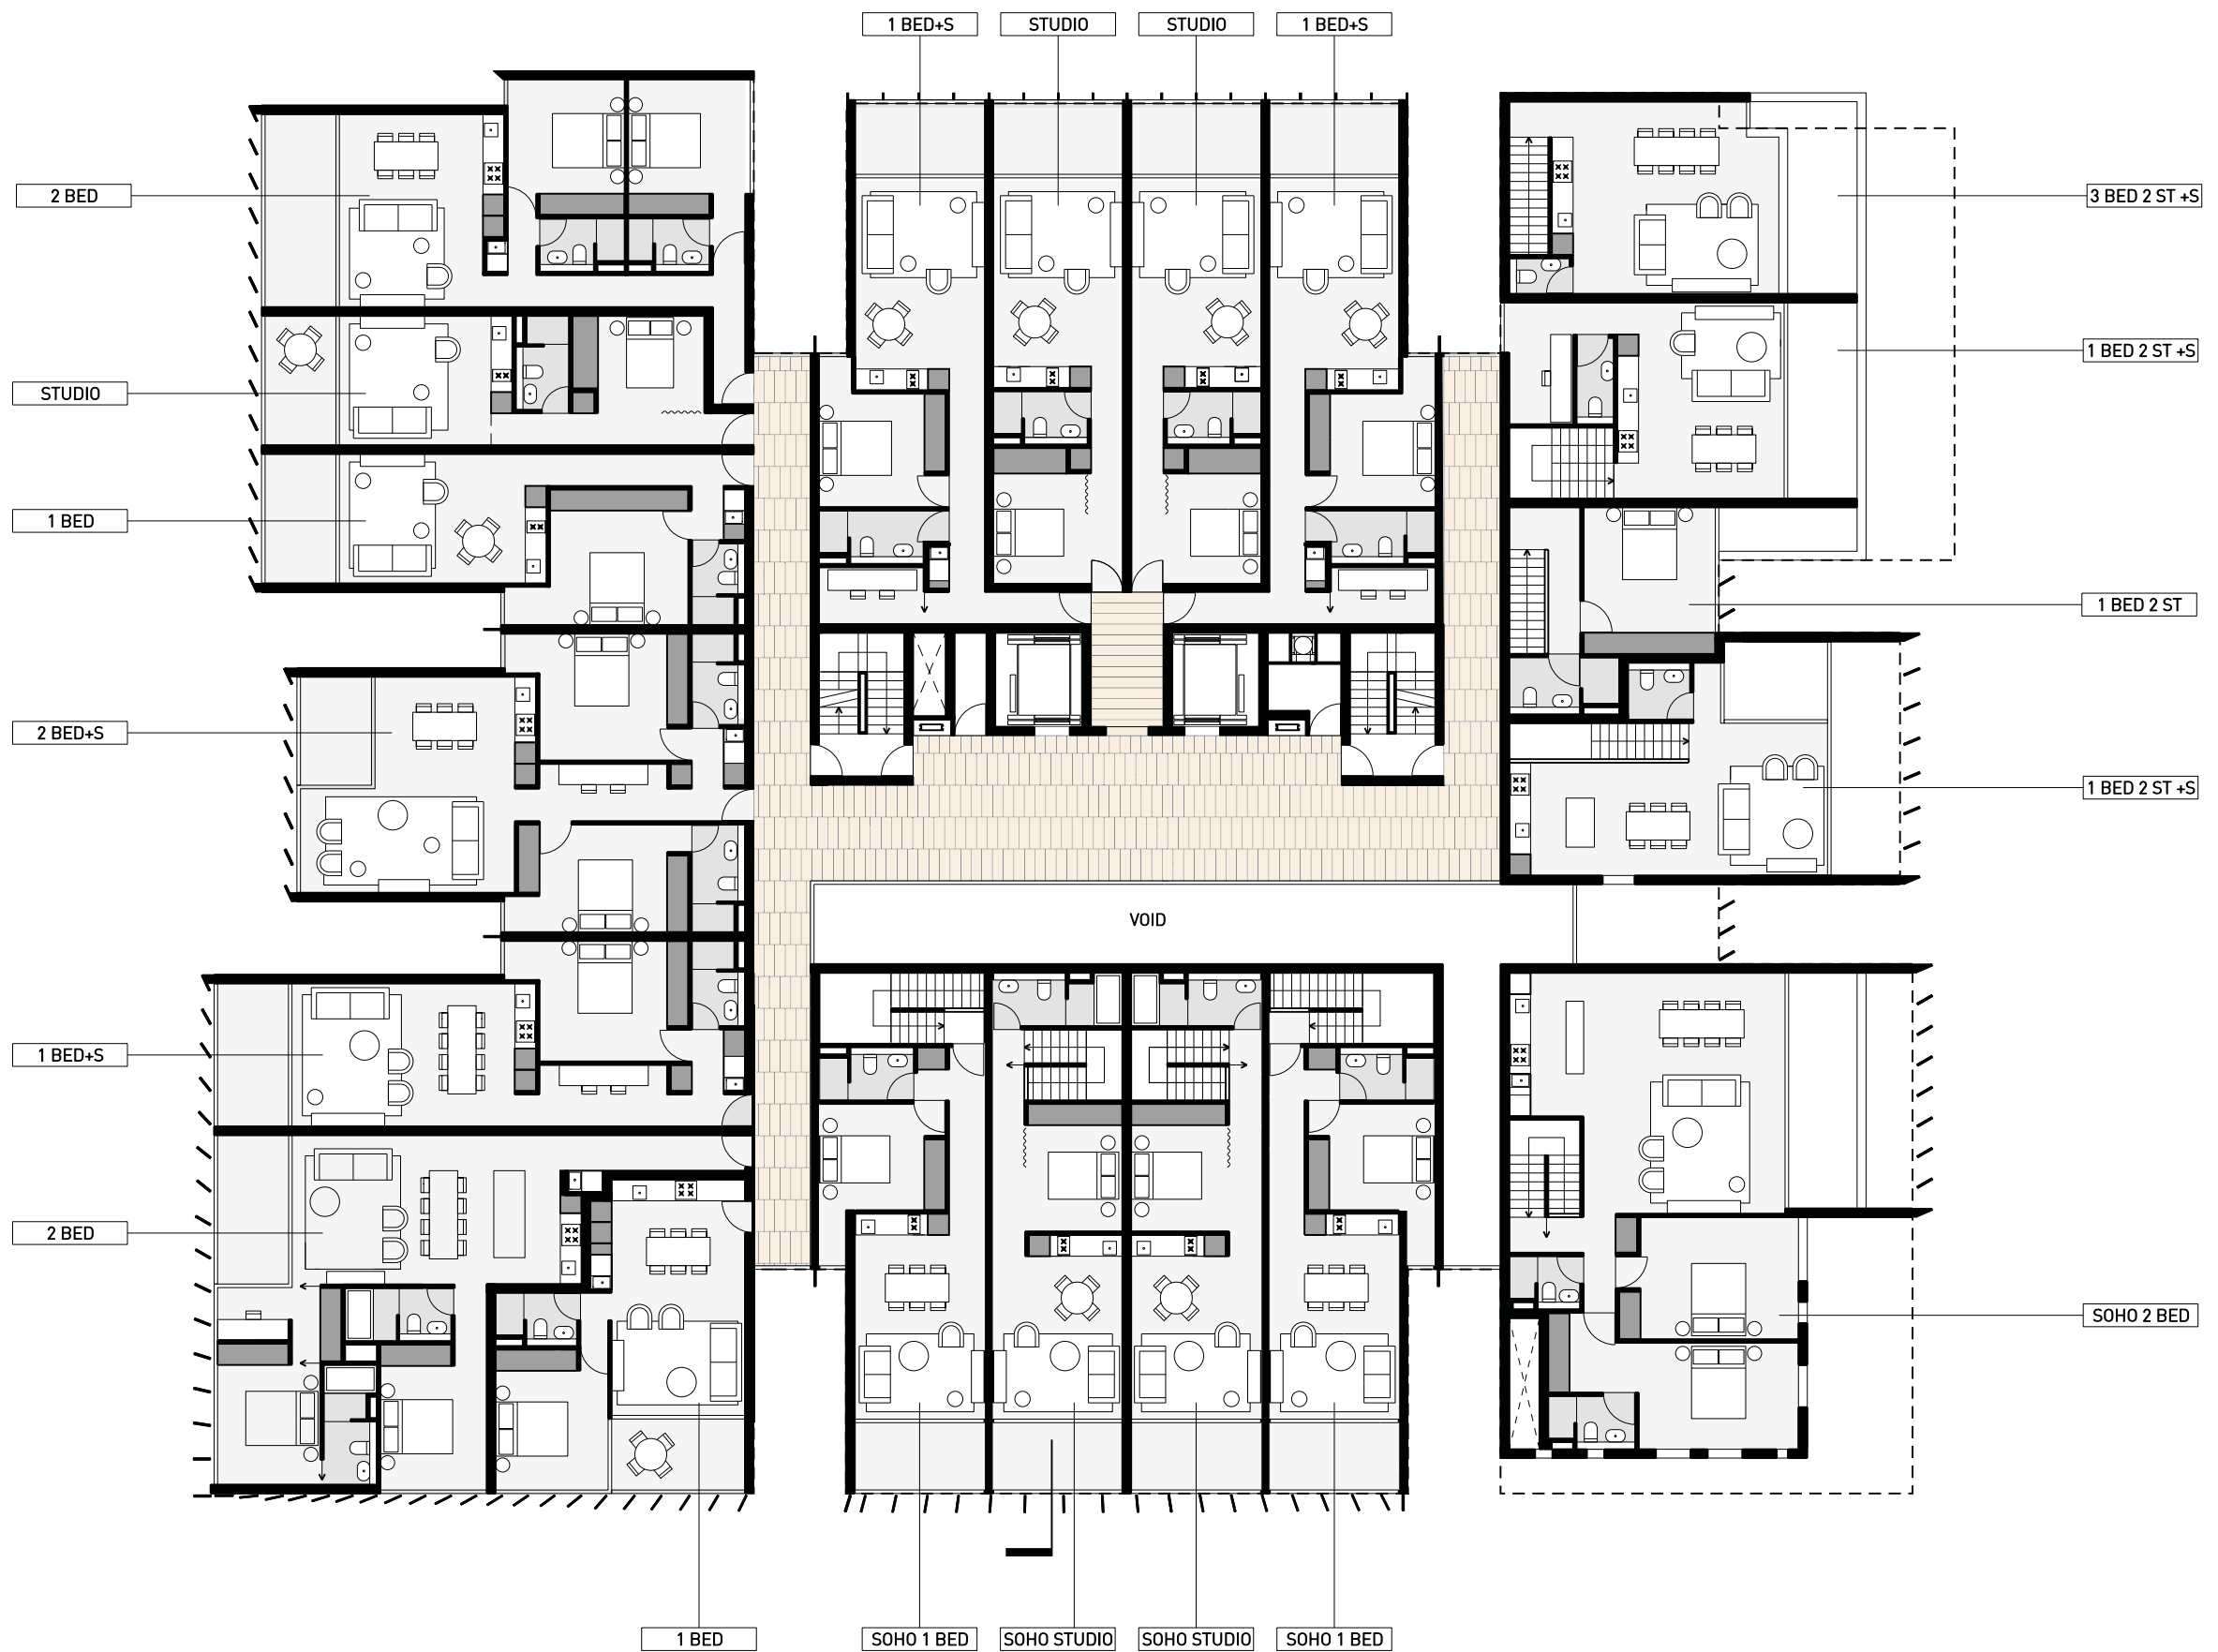 1 BED+S
STUDIO
STUDIO
1 BED+S
2 BED
3 BED 2 ST +S
1 BED 2 ST +S
STUDIO
1 BED
1 BED 2 ST
2 BED+S
1 BED 2 ST +S
VOID
1 BED+S
2 BED
SOHO 2 BED
1 BED
SOHO 1 BED
SOHO STUDIO
SOHO STUDIO
SOHO 1 BED